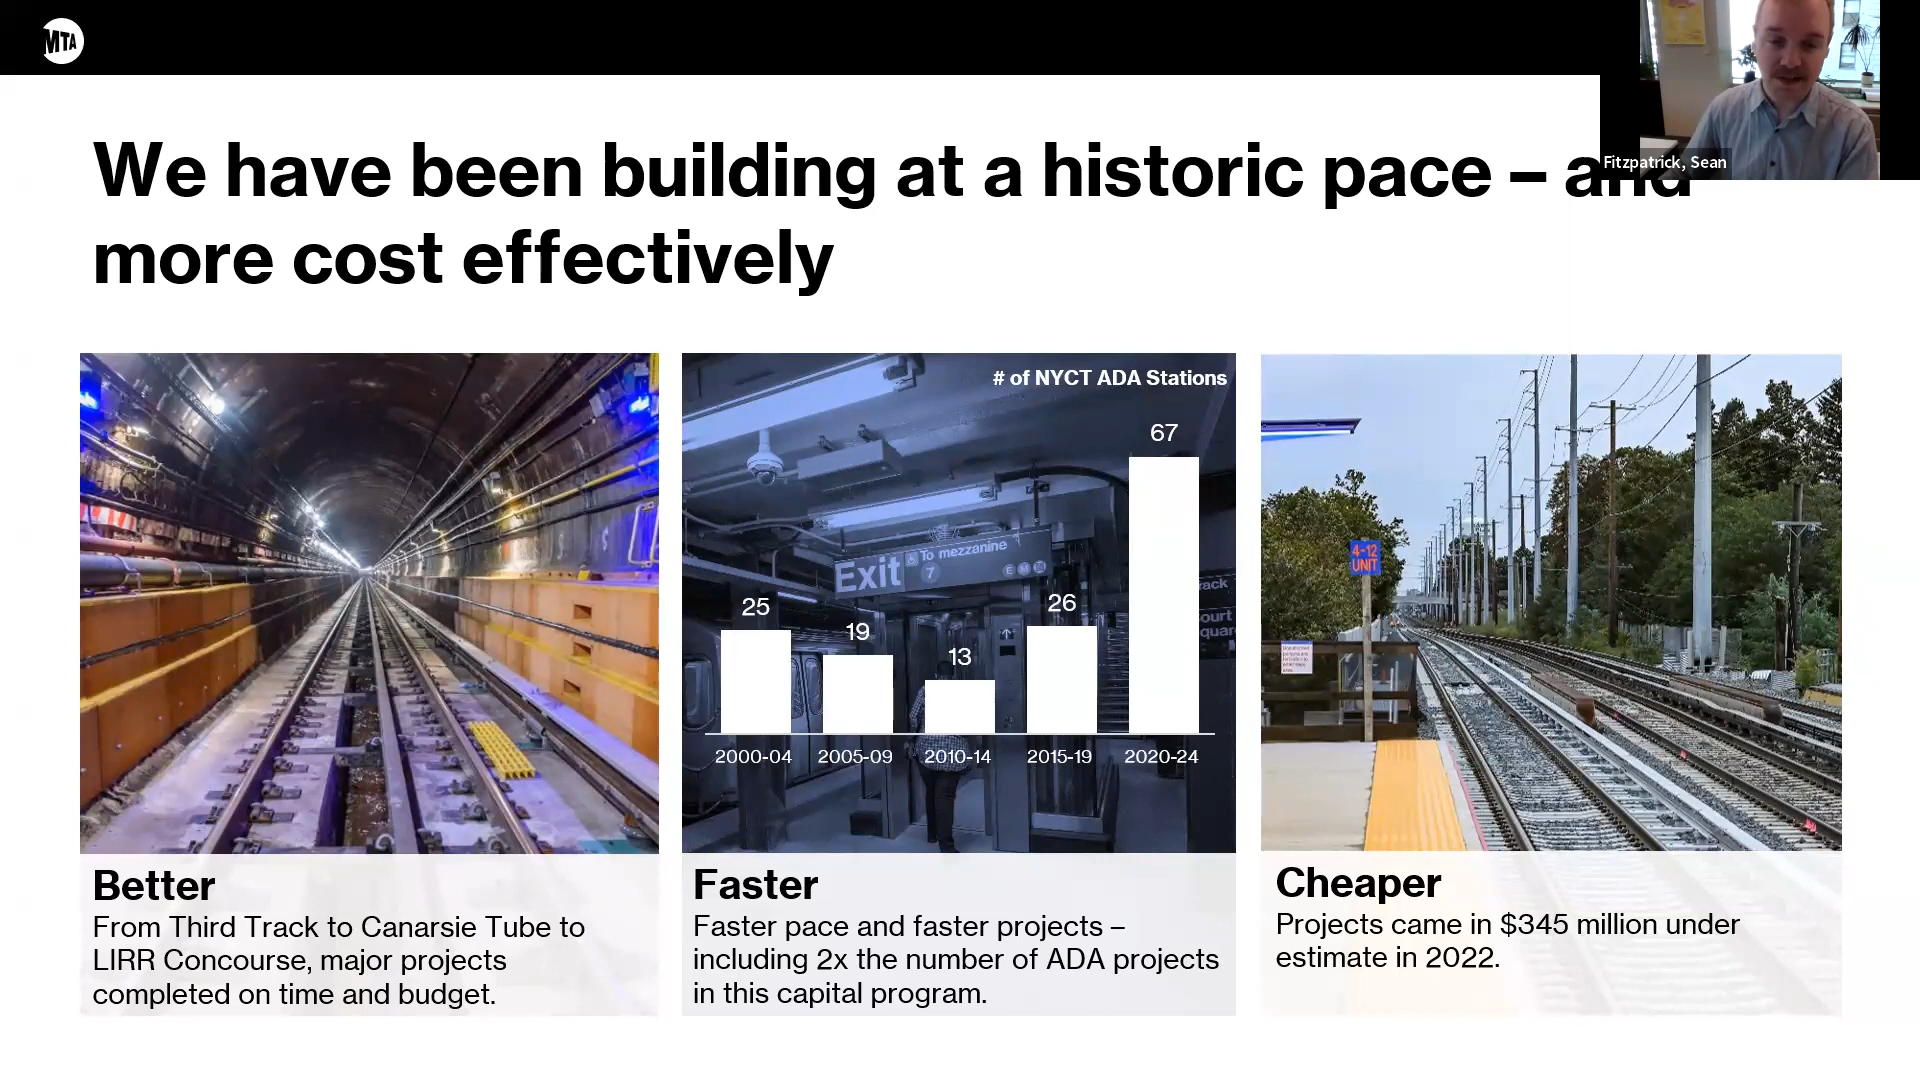 MTA
Fitzpatrick, Sean
We have been building at a historic pace – and
more cost effectively
# of NYCT ADA Stations
67
25
19
13
26
Exit
To mezzanine
7
E M
rack
ourt
quar
2000-04 2005-09 2010-14 2015-19 2020-24
4-12
UNIT
Better
From Third Track to Canarsie Tube to
LIRR Concourse, major projects
completed on time and budget.
Faster
Faster pace and faster projects –
including 2x the number of ADA projects
in this capital program.
Cheaper
Projects came in $345 million under
estimate in 2022.